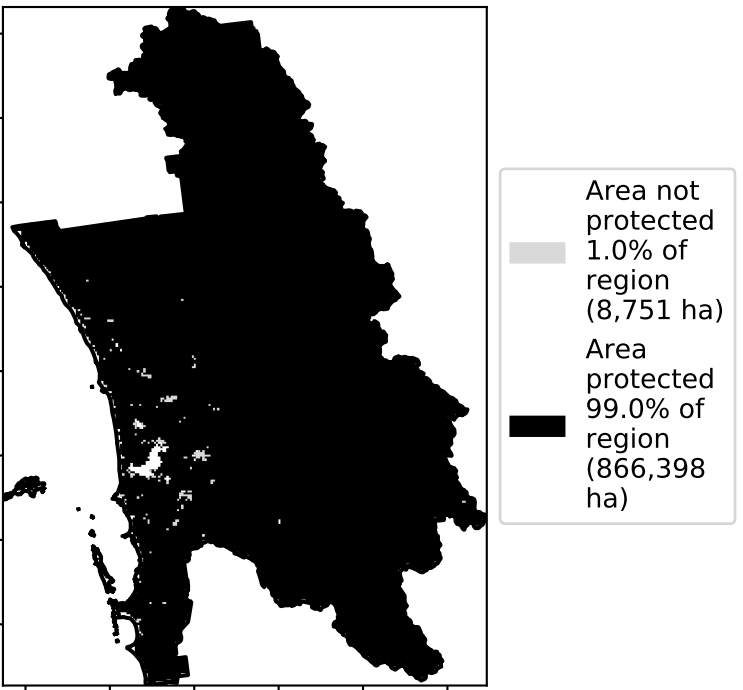 Area not
protected
1.0% of
region
(8,751 ha)
Area
protected
99.0% of
region
(866,398
ha)